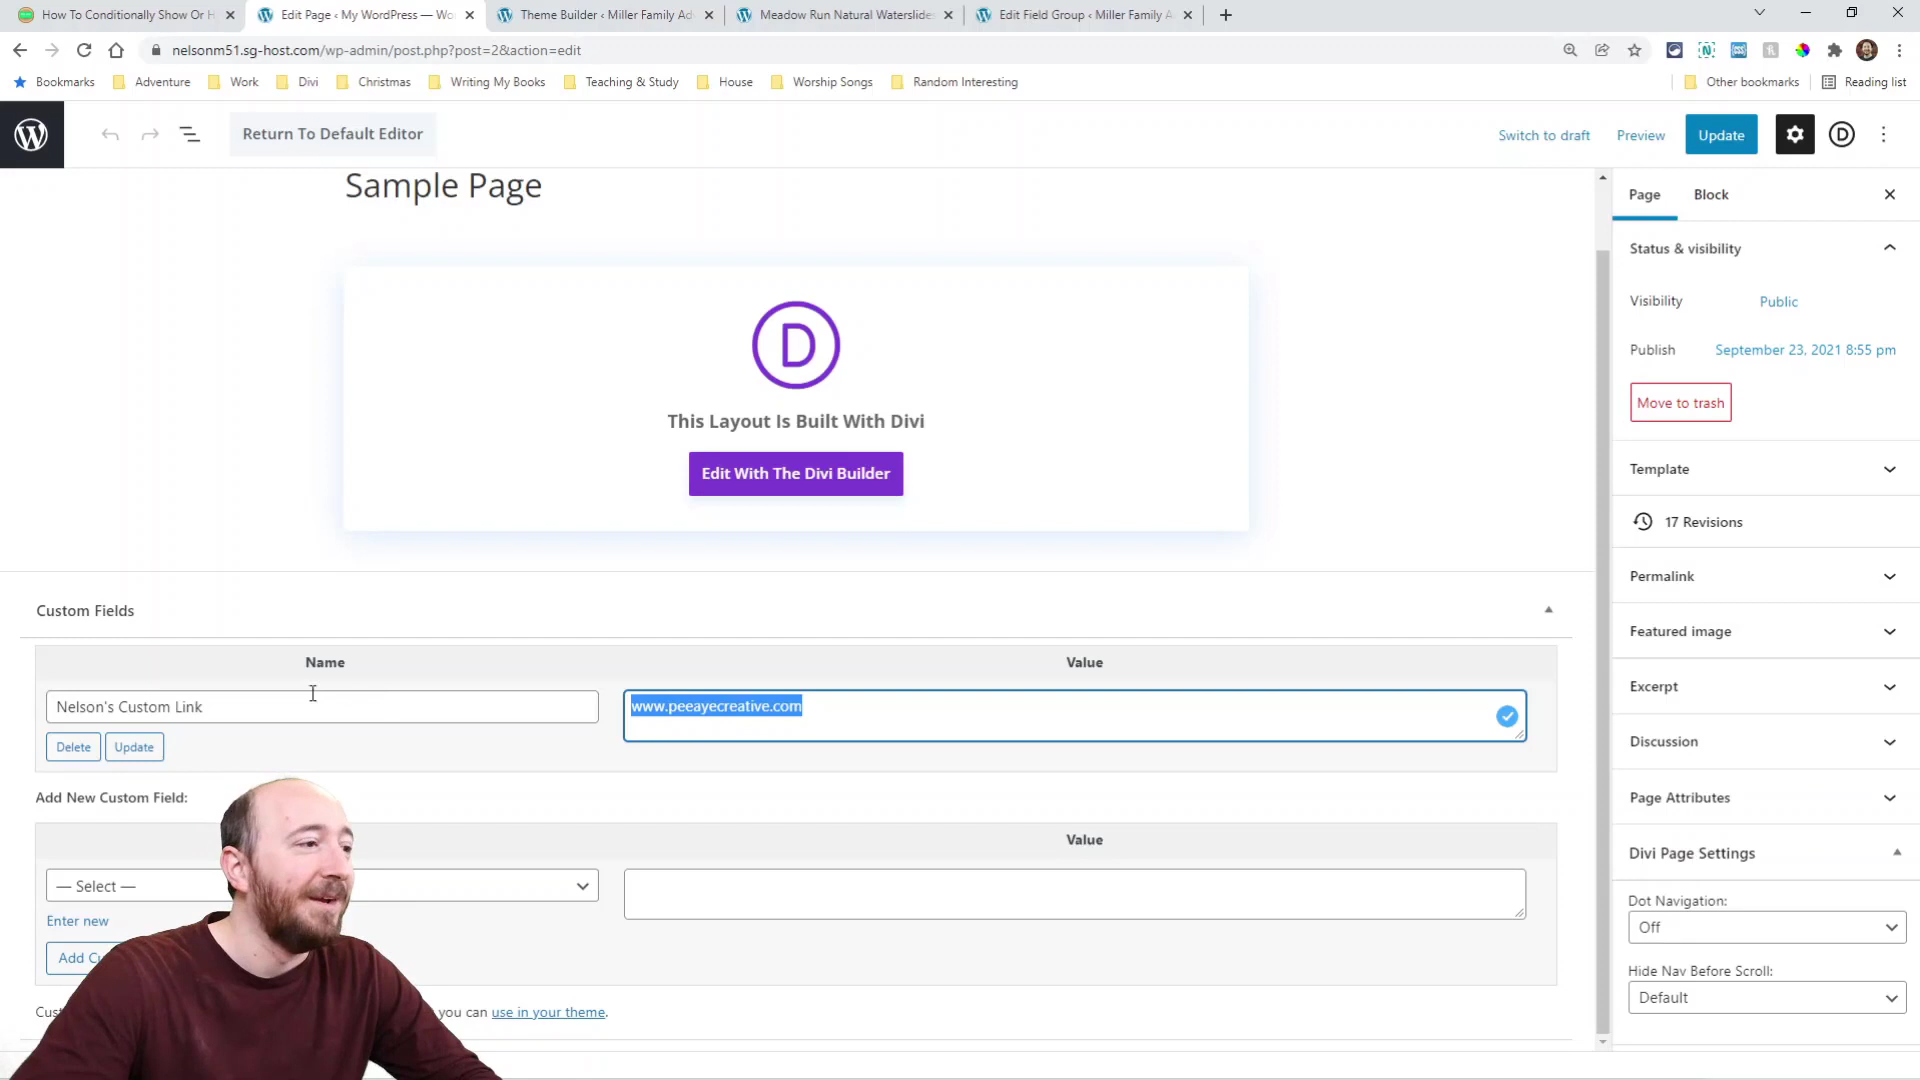 How To Conditionally Show Or H
Edit Page ‹ My WordPress — Wo
Theme Builder ‹ Miller Family Ad
Meadow Run Natural Waterslides
Edit Field Group ‹ Miller Family A
nelsonm51.sg-host.com/wp-admin/post.php?post=2&action=edit
Bookmarks
Adventure
Work
Divi
Christmas
Writing My Books
Teaching & Study
House
Worship Songs
Random Interesting
Other bookmarks
Reading list
Return To Default Editor
Switch to draft
Preview
Update
Sample Page
This Layout Is Built With Divi
Edit With The Divi Builder
Custom Fields
Name
Value
Nelson's Custom Link
www.peeayecreative.com
Delete
Update
Add New Custom Field:
Value
— Select —
Enter new
Add Cu
Cust
you can use in your theme.
Page
Block
Status & visibility
Visibility
Public
Publish
September 23, 2021 8:55 pm
Move to trash
Template
17 Revisions
Permalink
Featured image
Excerpt
Discussion
Page Attributes
Divi Page Settings
Dot Navigation:
Off
Hide Nav Before Scroll:
Default